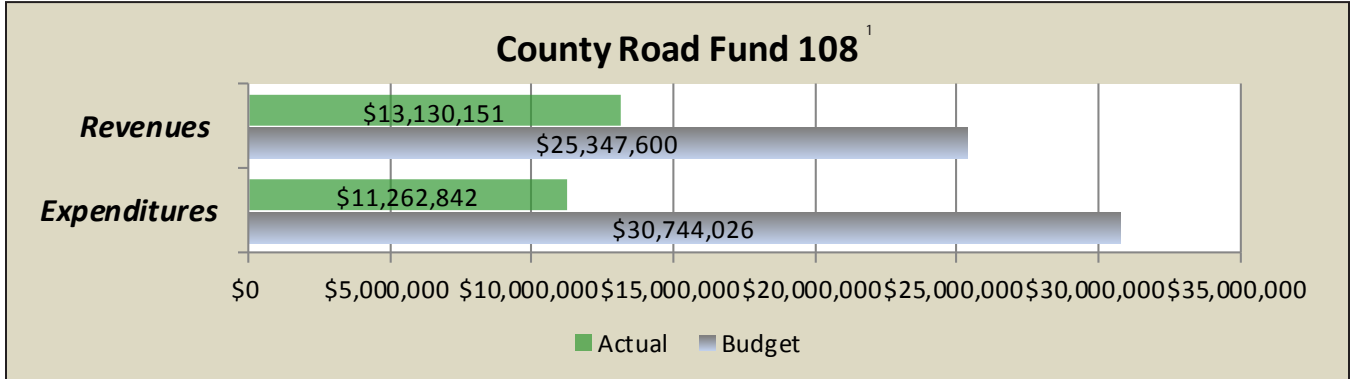 County Road Fund 108 ¹
Revenues
$13,130,151
$25,347,600
Expenditures
$11,262,842
$30,744,026
$0 $5,000,000 $10,000,000 $15,000,000 $20,000,000 $25,000,000 $30,000,000 $35,000,000
Actual Budget